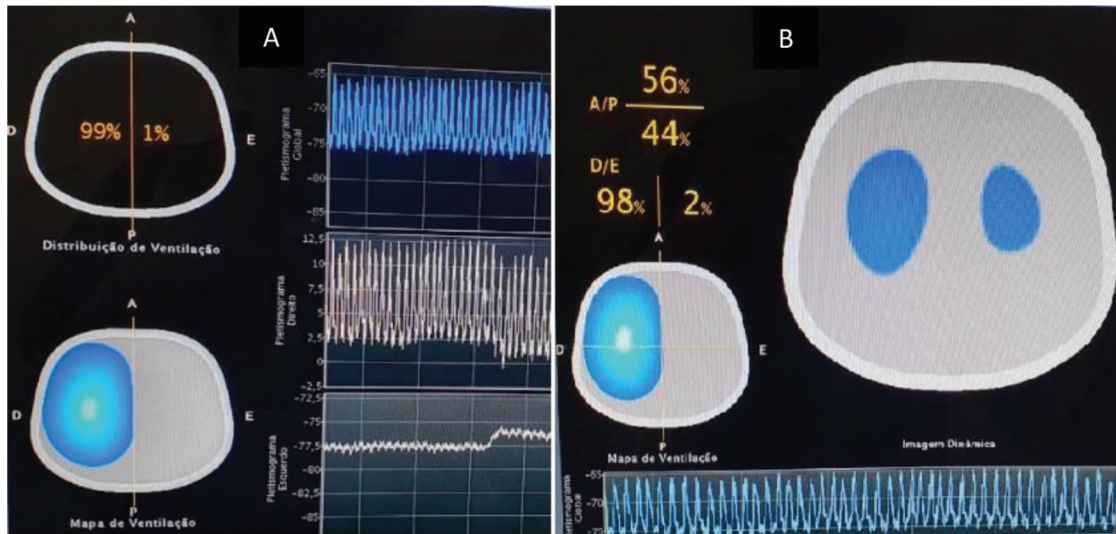 A
A
99% 1%
D
E
P
Distribuição de Ventilação
A
D
E
P
Mapa de Ventilação
Pletismograma
Global
-65
-70
-75
-80
-85
Pletismograma
Direito
12,5
10
7,5
5
2,5
0
-2,5
Pletismograma
Esquerdo
-72,5
-75
-77,5
-80
-82,5
-85
B
A/P
56%
44%
D/E
98% 2%
A
D
E
P
Mapa de Ventilação
Imagem Dinâmica
Global
-65
-70
-75